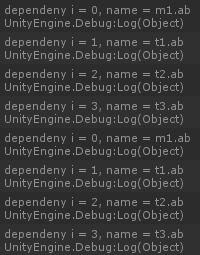 dependeny i = 0, name = m1.ab
UnityEngine.Debug:Log(Object)
dependeny i = 1, name = t1.ab
UnityEngine.Debug:Log(Object)
dependeny i = 2, name = t2.ab
UnityEngine.Debug:Log(Object)
dependeny i = 3, name = t3.ab
UnityEngine.Debug:Log(Object)
dependeny i = 0, name = m1.ab
UnityEngine.Debug:Log(Object)
dependeny i = 1, name = t1.ab
UnityEngine.Debug:Log(Object)
dependeny i = 2, name = t2.ab
UnityEngine.Debug:Log(Object)
dependeny i = 3, name = t3.ab
UnityEngine.Debug:Log(Object)